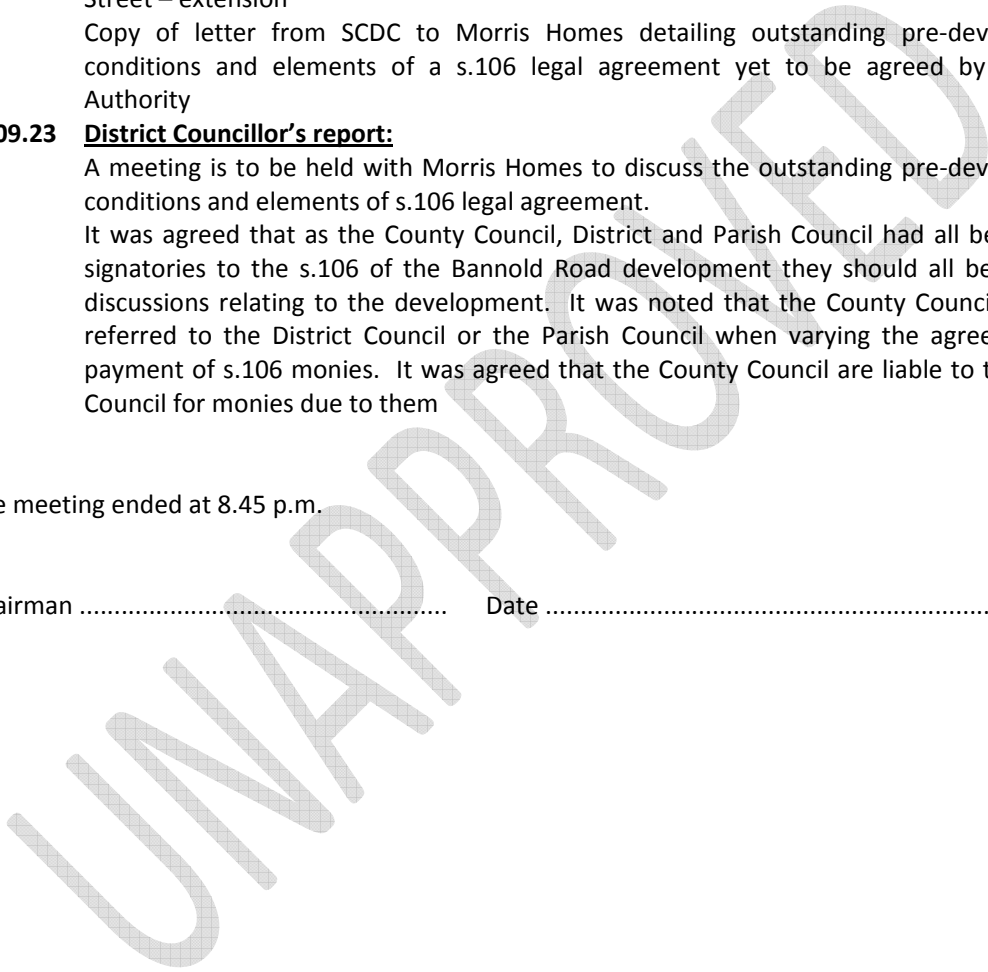 Street – extension
Copy of letter from SCDC to Morris Homes detailing outstanding pre-dev
conditions and elements of a s.106 legal agreement yet to be agreed by
Authority
09.23 District Councillor's report:
A meeting is to be held with Morris Homes to discuss the outstanding pre-dev
conditions and elements of s.106 legal agreement.
It was agreed that as the County Council, District and Parish Council had all be
signatories to the s.106 of the Bannold Road development they should all be
discussions relating to the development. It was noted that the County Counci
referred to the District Council or the Parish Council when varying the agree
payment of s.106 monies. It was agreed that the County Council are liable to t
Council for monies due to them
e meeting ended at 8.45 p.m.
airman ..................................................... Date ................................................................
UNAPPROVED